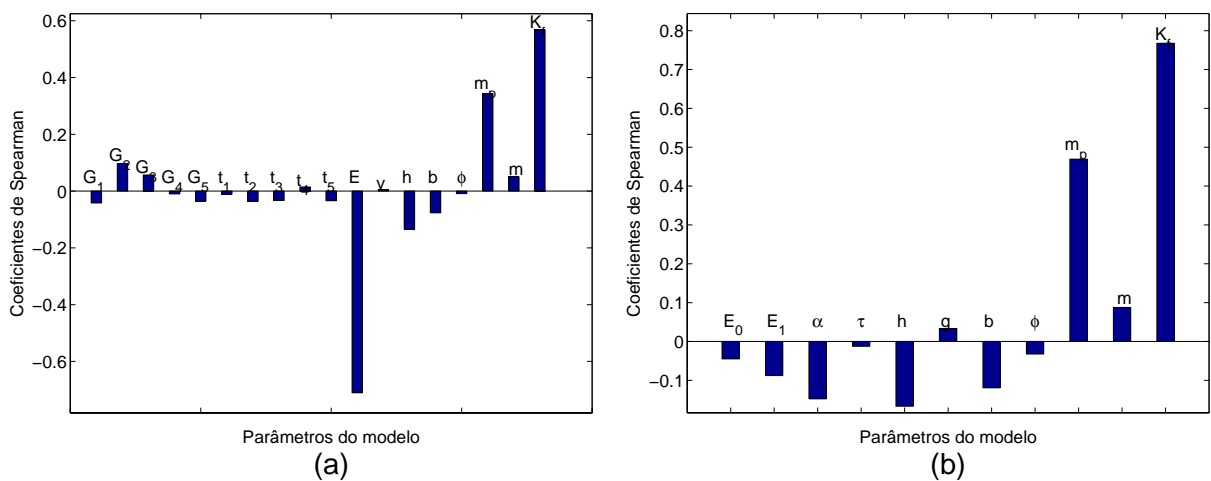 0.6
0.4
0.2
0
−0.2
−0.4
−0.6
Coeficientes de Spearman
G1 G2 G3 G4 G5 t1 t2 t3 t4 t5 E ν h b ϕ mp m Kf
Parâmetros do modelo
(a)
0.8
0.7
0.6
0.5
0.4
0.3
0.2
0.1
0
−0.1
Coeficientes de Spearman
E0 E1 α τ h g b ϕ mp m Kf
Parâmetros do modelo
(b)